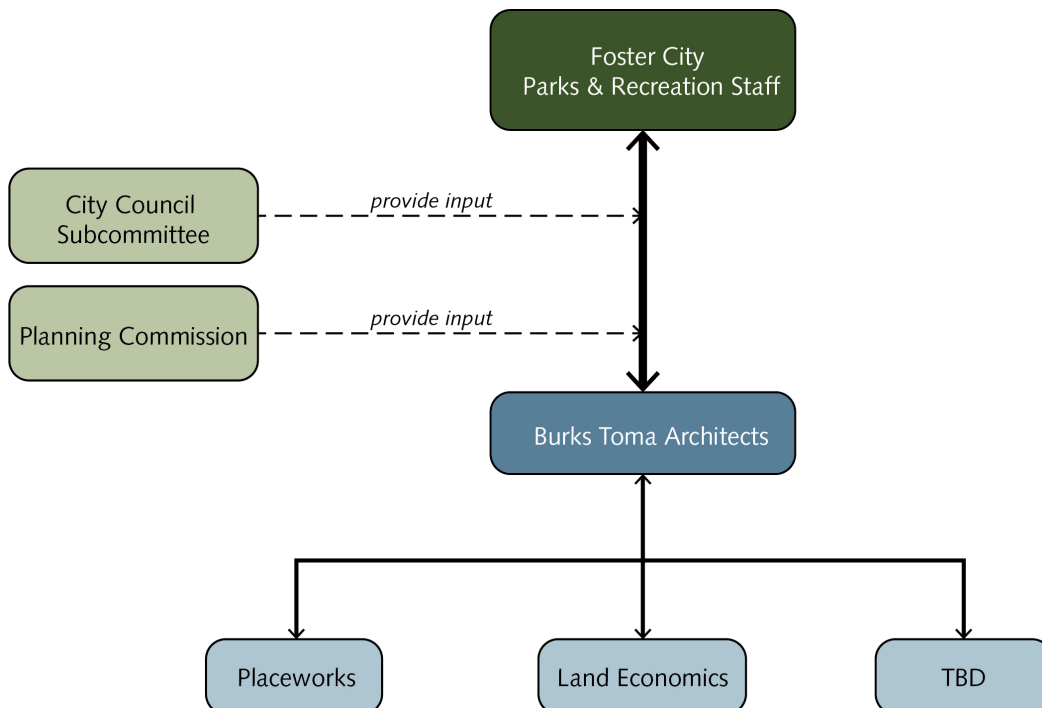 Foster City
Parks & Recreation Staff
City Council
Subcommittee
provide input
Planning Commission
provide input
Burks Toma Architects
Placeworks
Land Economics
TBD